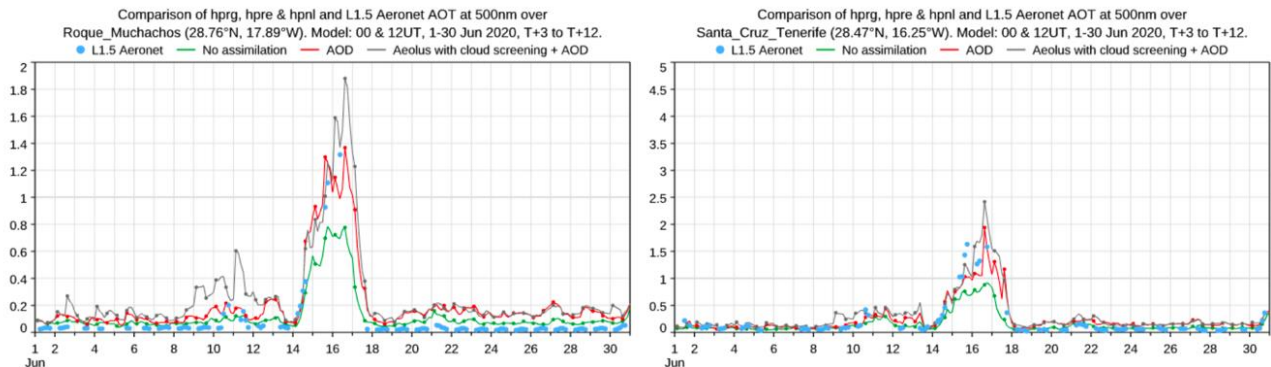 Comparison of hprg, hpre & hpnl and L1.5 Aeronet AOT at 500nm over
Roque_Muchachos (28.76°N, 17.89°W). Model: 00 & 12UT, 1-30 Jun 2020, T+3 to T+12.
L1.5 Aeronet No assimilation AOD Aeolus with cloud screening + AOD
2
1.8
1.6
1.4
1.2
1
0.8
0.6
0.4
0.2
0
1 2 4 6 8 10 12 14 16 18 20 22 24 26 28 30
Jun
Comparison of hprg, hpre & hpnl and L1.5 Aeronet AOT at 500nm over
Santa_Cruz_Tenerife (28.47°N, 16.25°W). Model: 00 & 12UT, 1-30 Jun 2020, T+3 to T+12.
L1.5 Aeronet No assimilation AOD Aeolus with cloud screening + AOD
5
4.5
4
3.5
3
2.5
2
1.5
1
0.5
0
1 2 4 6 8 10 12 14 16 18 20 22 24 26 28 30
Jun